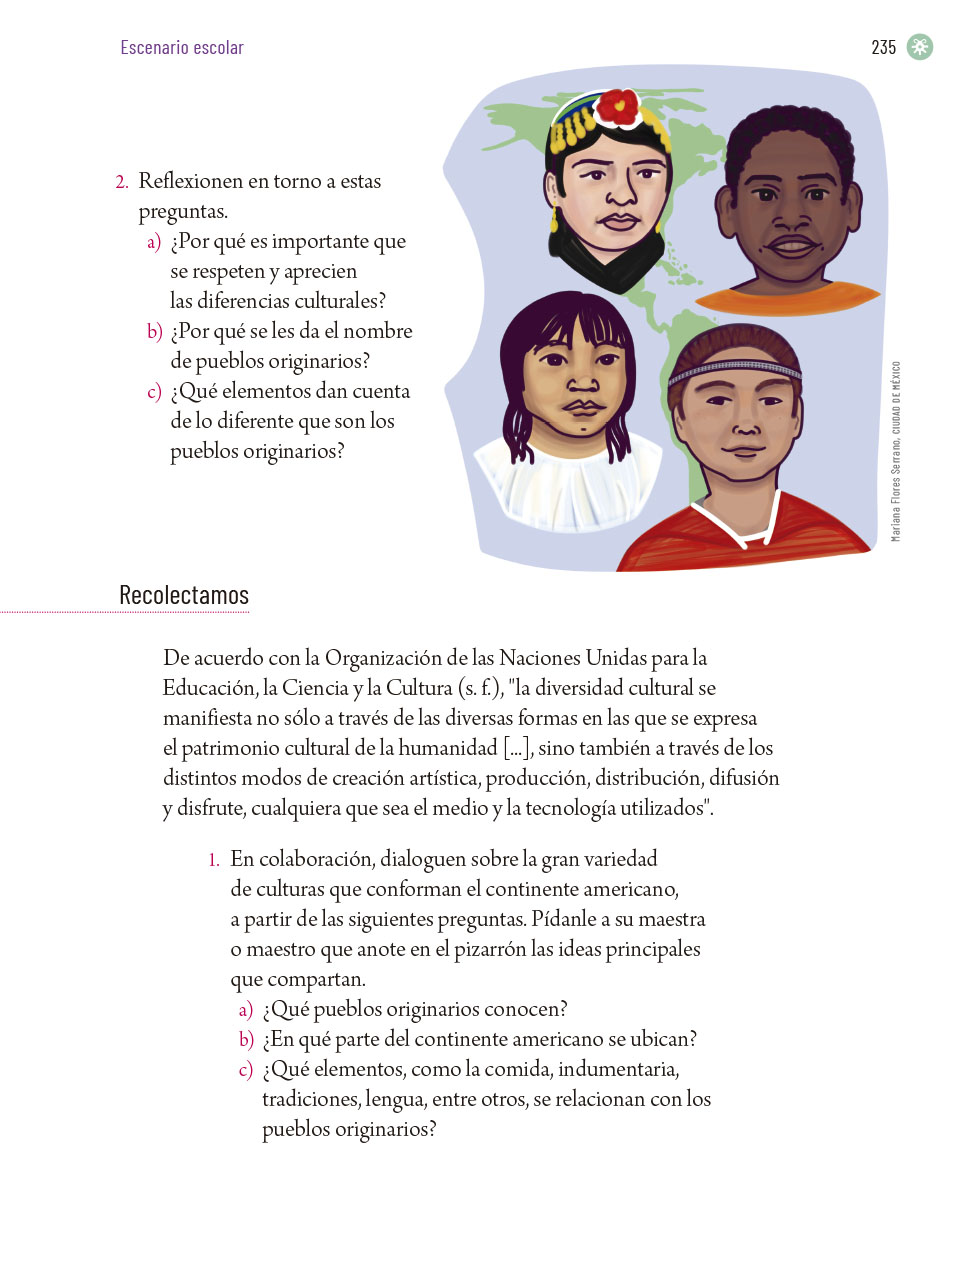 Escenario escolar
235
2. Reflexionen en torno a estas
preguntas.
a) ¿Por qué es importante que
se respeten y aprecien
las diferencias culturales?
b) ¿Por qué se les da el nombre
de pueblos originarios?
c) ¿Qué elementos dan cuenta
de lo diferente que son los
pueblos originarios?
Mariana Flores Serrano, CIUDAD DE MÉXICO
Recolectamos
De acuerdo con la Organización de las Naciones Unidas para la
Educación, la Ciencia y la Cultura (s. f.), "la diversidad cultural se
manifiesta no sólo a través de las diversas formas en las que se expresa
el patrimonio cultural de la humanidad [...], sino también a través de los
distintos modos de creación artística, producción, distribución, difusión
y disfrute, cualquiera que sea el medio y la tecnología utilizados".
1. En colaboración, dialoguen sobre la gran variedad
de culturas que conforman el continente americano,
a partir de las siguientes preguntas. Pídanle a su maestra
o maestro que anote en el pizarrón las ideas principales
que compartan.
a) ¿Qué pueblos originarios conocen?
b) ¿En qué parte del continente americano se ubican?
c) ¿Qué elementos, como la comida, indumentaria,
tradiciones, lengua, entre otros, se relacionan con los
pueblos originarios?